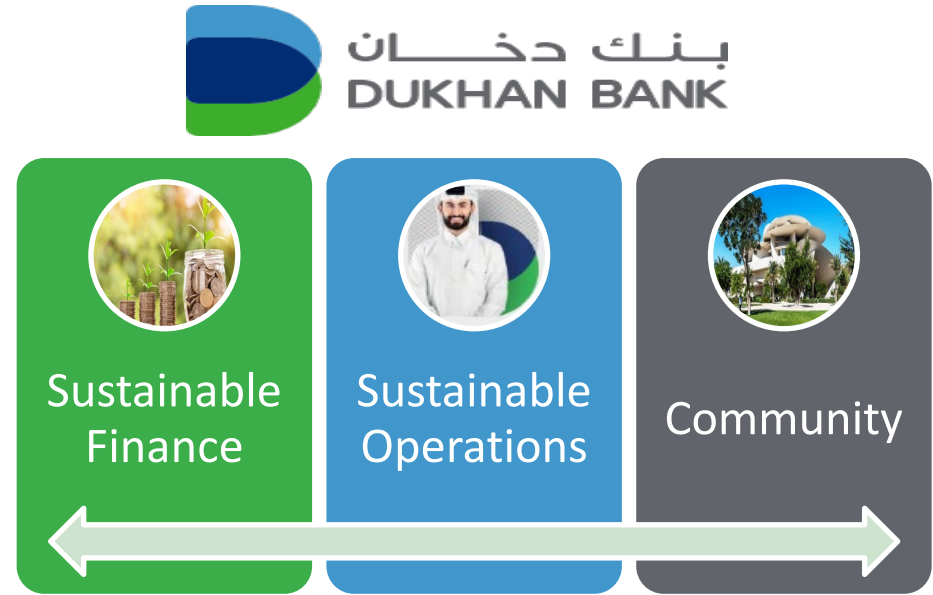 بنك دخان
DUKHAN BANK
Sustainable
Finance
Sustainable
Operations
Community